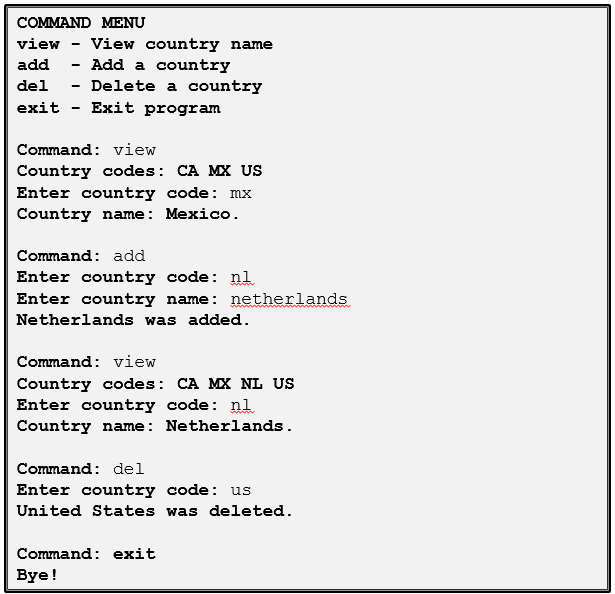 COMMAND MENU
view - View country name
add  - Add a country
del  - Delete a country
exit - Exit program

Command: view
Country codes: CA MX US
Enter country code: mx
Country name: Mexico.

Command: add
Enter country code: nl
Enter country name: netherlands
Netherlands was added.

Command: view
Country codes: CA MX NL US
Enter country code: nl
Country name: Netherlands.

Command: del
Enter country code: us
United States was deleted.

Command: exit
Bye!